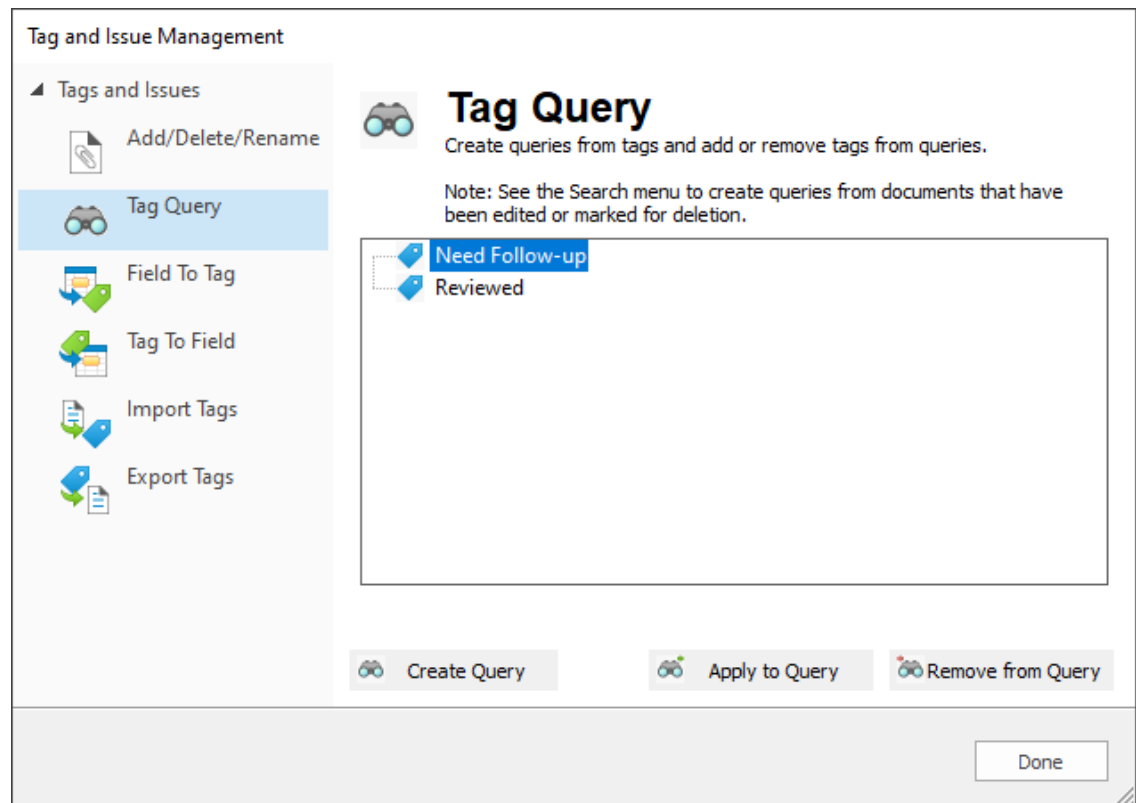 Tag and Issue Management
Tags and Issues
Add/Delete/Rename
Tag Query
Field To Tag
Tag To Field
Import Tags
Export Tags
Tag Query
Create queries from tags and add or remove tags from queries.
Note: See the Search menu to create queries from documents that have
been edited or marked for deletion.
Need Follow-up
Reviewed
Create Query
Apply to Query
Remove from Query
Done